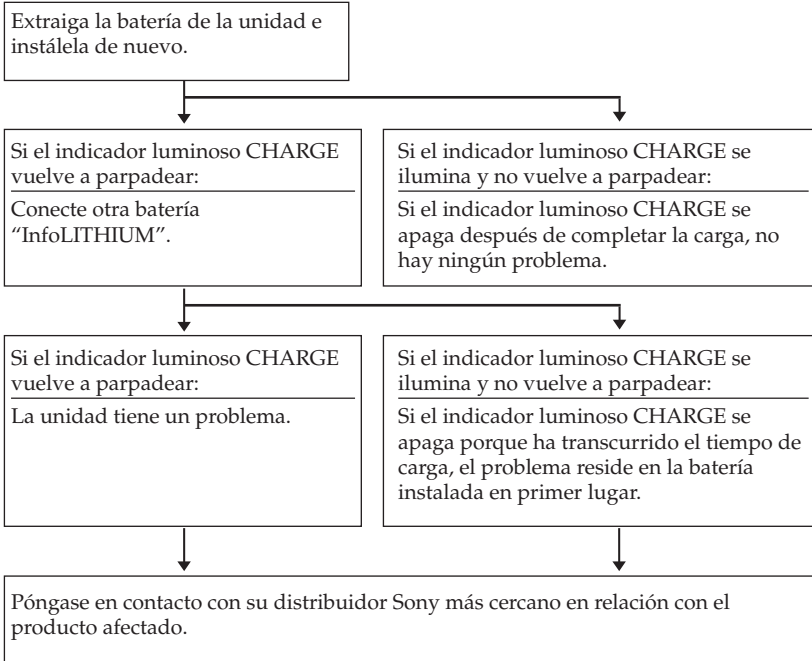 Extraiga la batería de la unidad e
instálela de nuevo.
Si el indicador luminoso CHARGE
vuelve a parpadear:
Conecte otra batería
“InfoLITHIUM”.
Si el indicador luminoso CHARGE se
ilumina y no vuelve a parpadear:
Si el indicador luminoso CHARGE se
apaga después de completar la carga, no
hay ningún problema.
Si el indicador luminoso CHARGE
vuelve a parpadear:
La unidad tiene un problema.
Si el indicador luminoso CHARGE se
ilumina y no vuelve a parpadear:
Si el indicador luminoso CHARGE se
apaga porque ha transcurrido el tiempo de
carga, el problema reside en la batería
instalada en primer lugar.
Póngase en contacto con su distribuidor Sony más cercano en relación con el
producto afectado.